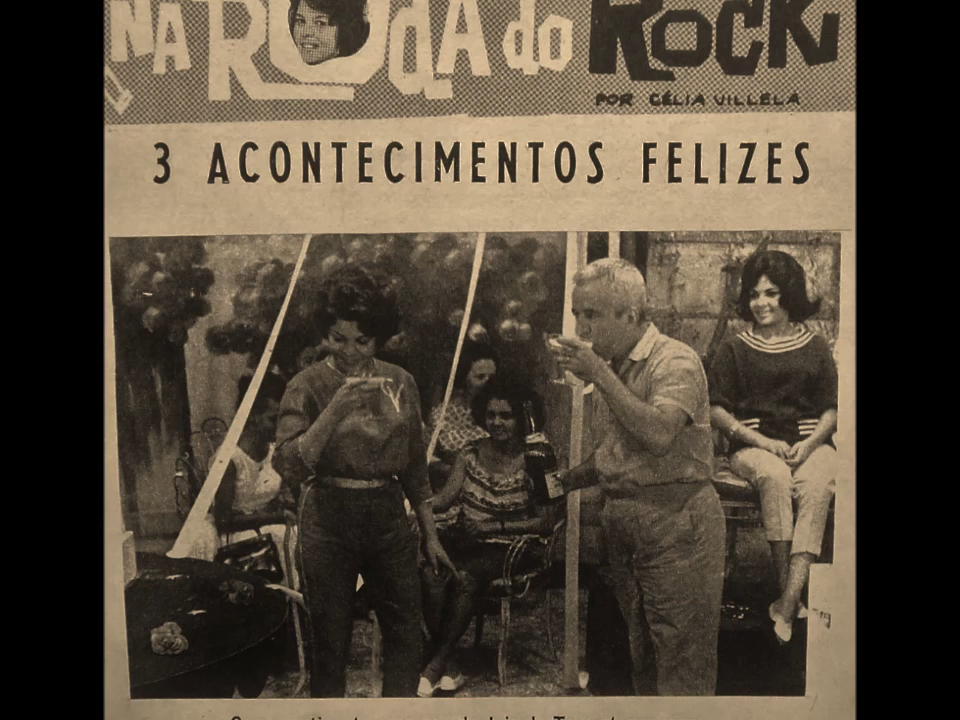 NA RODA do ROCK
POR CÉLIA VILLELA
3 ACONTECIMENTOS FELIZES